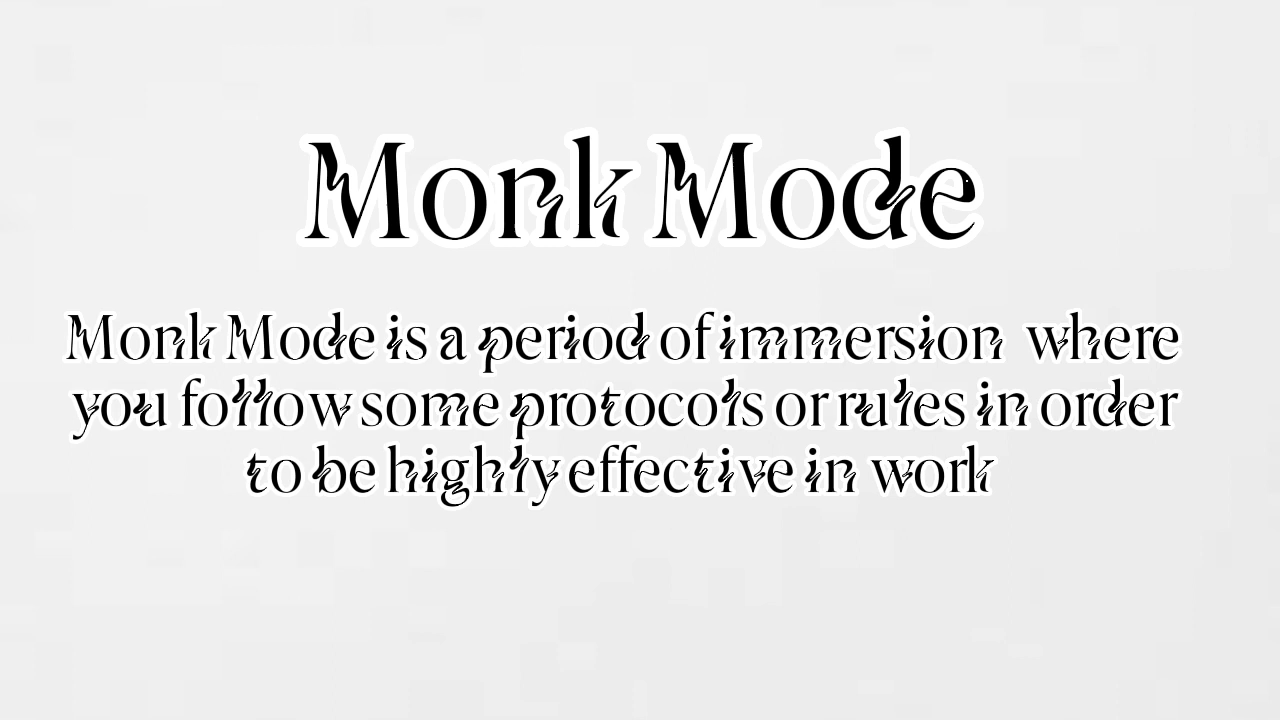 Monk Mode
Monk Mode is a period of immersion where
you follow some protocols or rules in order
to be highly effective in work